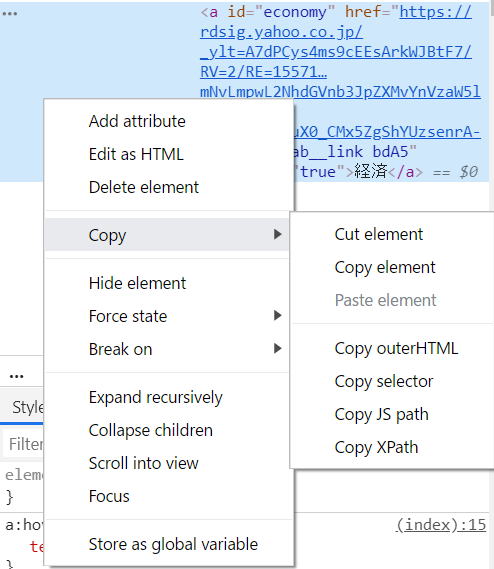 ... <a id="economy" href="https://
rdsig.yahoo.co.jp/
_ylt=A7dPCys4ms9cEEsArkWJBtF7/
RV=2/RE=15571…
mNvLmpwL2NhdGVnb3JpZXMvYnVzaW5l
uX0_CMx5ZgShYUzsenrA-
ab__link bdA5"
"true">経済</a> == $0
Add attribute
Edit as HTML
Delete element
Copy
Cut element
Copy element
Paste element
Copy outerHTML
Copy selector
Copy JS path
Copy XPath
Hide element
Force state
Break on
Expand recursively
Collapse children
Scroll into view
Focus
Store as global variable
...
Style
Filter
elem
}
a:hov
(index):15
te
}